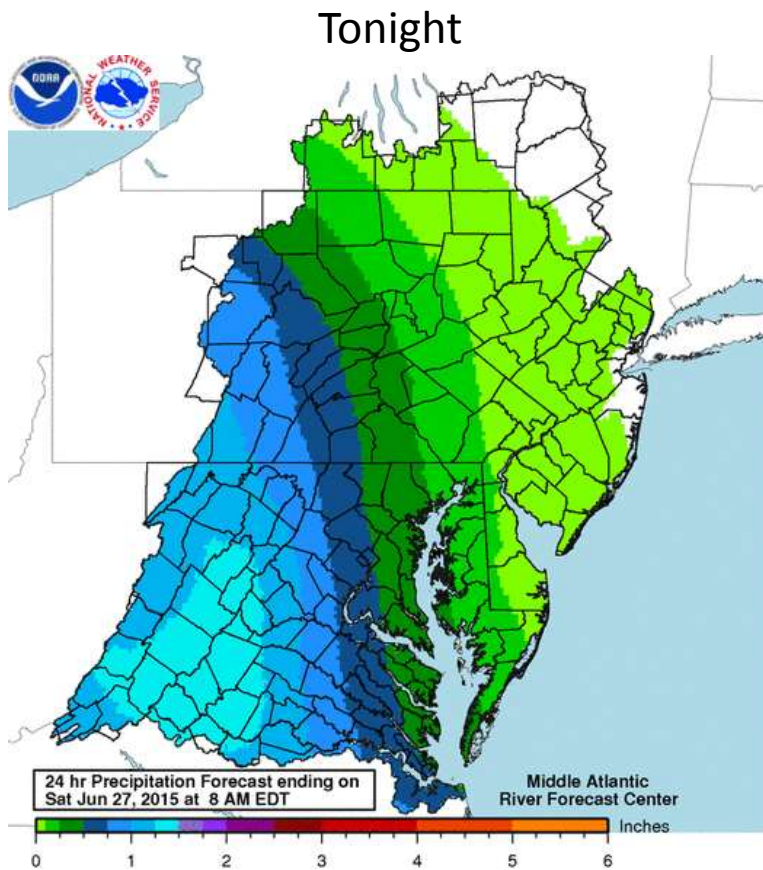 Tonight
NOAA
NATIONAL WEATHER SERVICE
24 hr Precipitation Forecast ending on
Sat Jun 27, 2015 at 8 AM EDT
Middle Atlantic
River Forecast Center
Inches
0 1 2 3 4 5 6